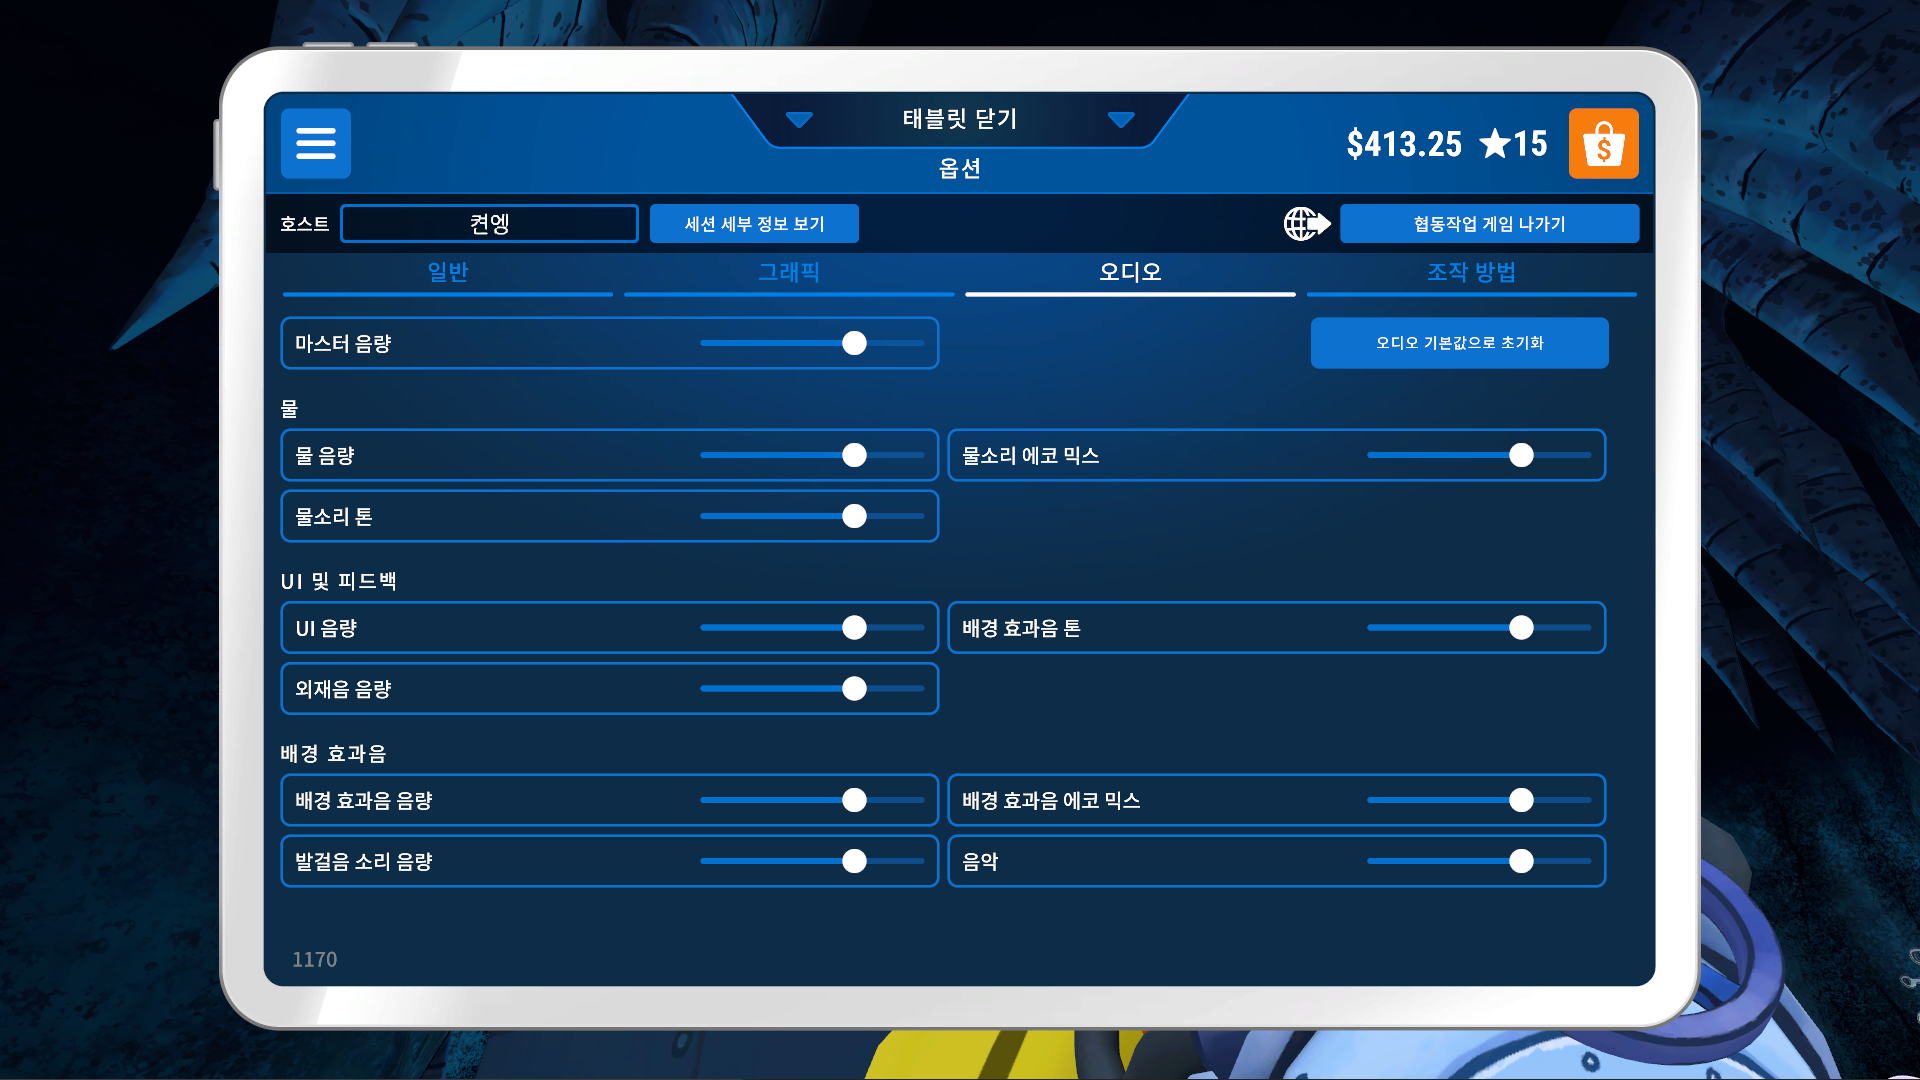 태블릿 닫기
옵션
$413.25 ★15
호스트 켠엥 세션 세부 정보 보기 협동작업 게임 나가기
일반 그래픽 오디오 조작 방법
마스터 음량 오디오 기본값으로 초기화
물
물 음량 물소리 에코 믹스
물소리 톤
UI 및 피드백
UI 음량 배경 효과음 톤
외재음 음량
배경 효과음
배경 효과음 음량 배경 효과음 에코 믹스
발걸음 소리 음량 음악
1170